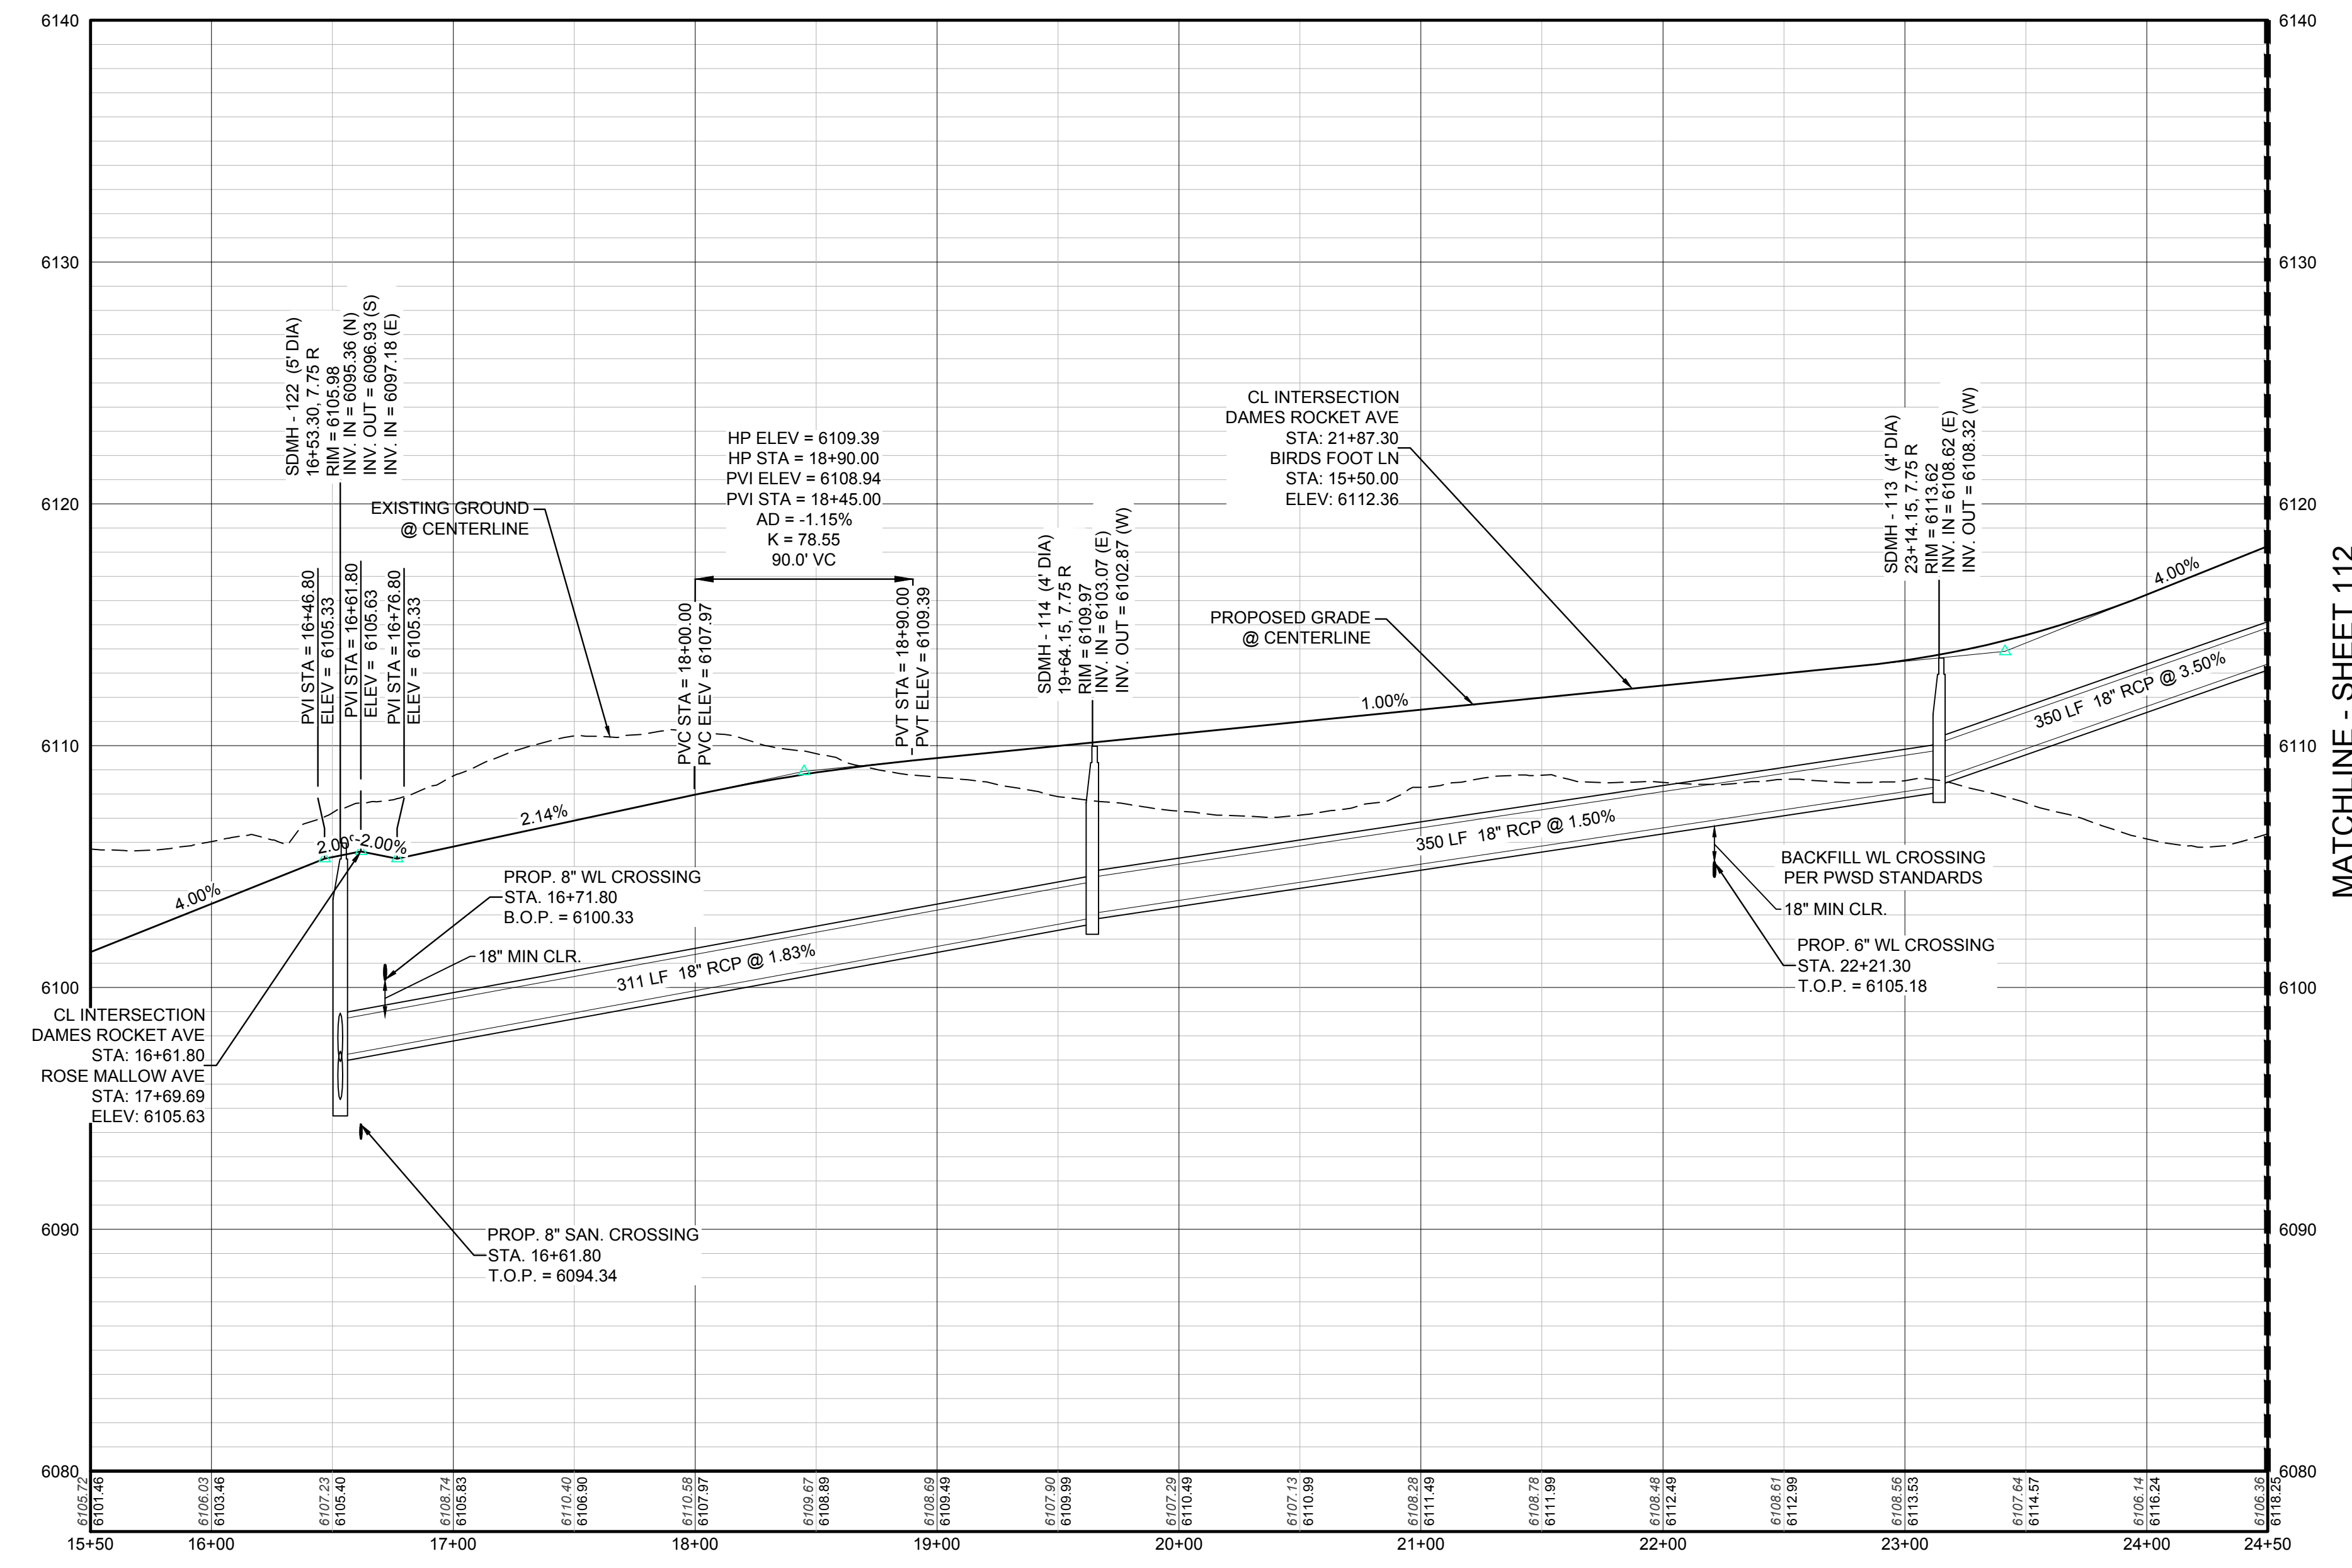 6140
6130
6120
6110
6100
6090
6080
6140
6130
6120
6110
6100
6090
6080
MATCHLINE - SHEET 112
SDMH - 122 (5' DIA)
16+53.30, 7.75 R
RIM = 6105.98
INV. IN = 6095.36 (N)
INV. OUT = 6096.93 (S)
INV. IN = 6097.18 (E)
PVI STA = 16+46.80
ELEV = 6105.33
PVI STA = 16+61.80
ELEV = 6105.63
PVI STA = 16+76.80
ELEV = 6105.33
EXISTING GROUND
@ CENTERLINE
HP ELEV = 6109.39
HP STA = 18+90.00
PVI ELEV = 6108.94
PVI STA = 18+45.00
AD = -1.15%
K = 78.55
90.0' VC
PVC STA = 18+00.00
PVC ELEV = 6107.97
PVT STA = 18+90.00
PVT ELEV = 6109.39
SDMH - 114 (4' DIA)
19+64.15, 7.75 R
RIM = 6109.97
INV. IN = 6103.07 (E)
INV. OUT = 6102.87 (W)
CL INTERSECTION
DAMES ROCKET AVE
STA: 21+87.30
BIRDS FOOT LN
STA: 15+50.00
ELEV: 6112.36
PROPOSED GRADE
@ CENTERLINE
SDMH - 113 (4' DIA)
23+14.15, 7.75 R
RIM = 6113.62
INV. IN = 6108.62 (E)
INV. OUT = 6108.32 (W)
4.00%
2.00%
-2.00%
2.14%
1.00%
4.00%
PROP. 8" WL CROSSING
STA. 16+71.80
B.O.P. = 6100.33
18" MIN CLR.
311 LF 18" RCP @ 1.83%
350 LF 18" RCP @ 1.50%
350 LF 18" RCP @ 3.50%
BACKFILL WL CROSSING
PER PWSD STANDARDS
18" MIN CLR.
PROP. 6" WL CROSSING
STA. 22+21.30
T.O.P. = 6105.18
CL INTERSECTION
DAMES ROCKET AVE
STA: 16+61.80
ROSE MALLOW AVE
STA: 17+69.69
ELEV: 6105.63
PROP. 8" SAN. CROSSING
STA. 16+61.80
T.O.P. = 6094.34
6105.72
6101.46
6106.03
6103.46
6107.23
6105.40
6108.74
6105.83
6110.40
6106.90
6110.58
6107.97
6109.67
6108.89
6108.69
6109.49
6107.90
6109.99
6107.29
6110.49
6107.13
6110.99
6108.28
6111.49
6108.78
6111.99
6108.48
6112.49
6108.61
6112.99
6108.56
6113.53
6107.64
6114.57
6106.14
6116.24
6106.36
6118.25
15+50
16+00
17+00
18+00
19+00
20+00
21+00
22+00
23+00
24+00
24+50